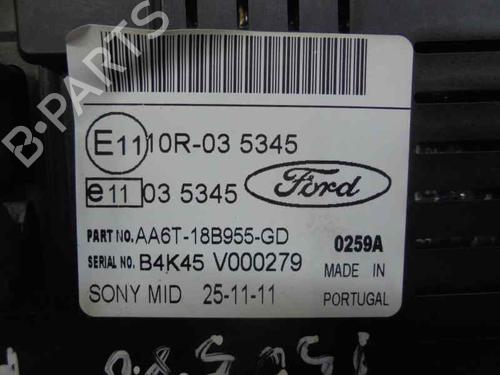 B-PARTS
E11 10R-03 5345
e11 03 5345 Ford
PART NO. AA6T-18B955-GD 0259A
SERIAL NO. B4K45 V000279 MADE IN
SONY MID 25-11-11 PORTUGAL